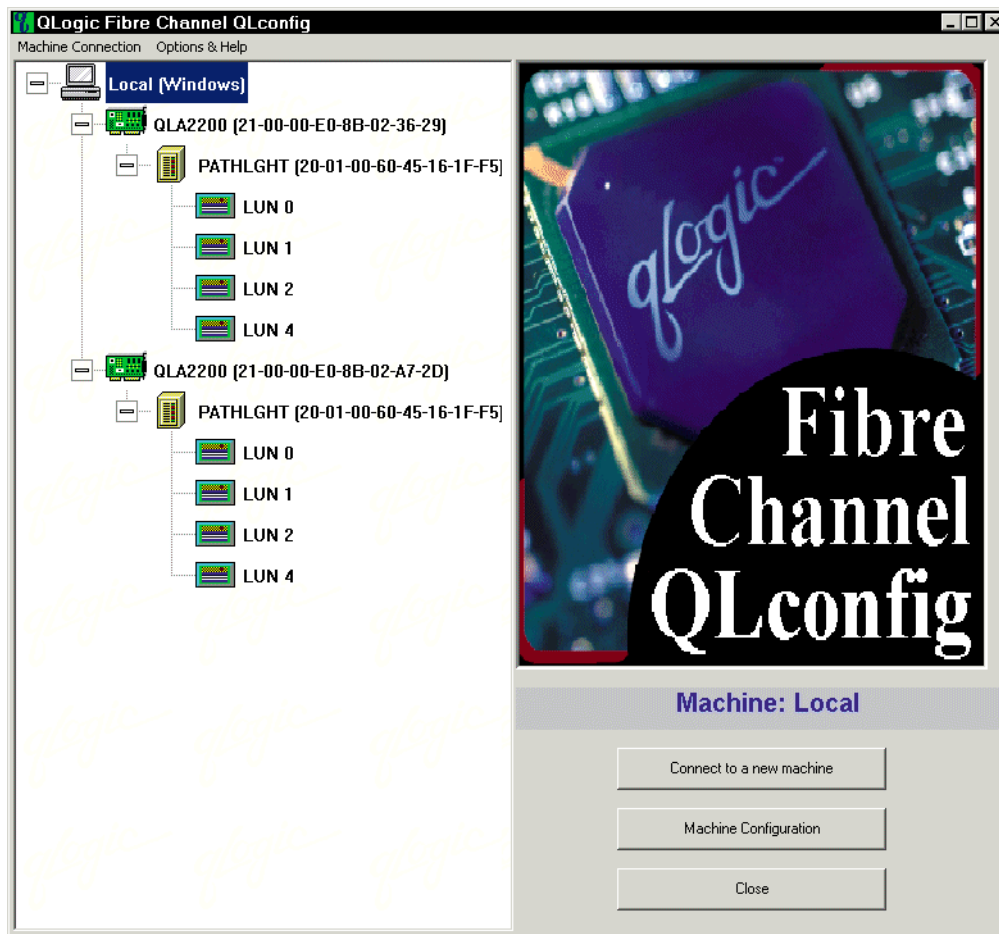 QLogic Fibre Channel QLconfig
Machine Connection Options & Help
Local (Windows)
QLA2200 (21-00-00-E0-8B-02-36-29)
PATHLGHT (20-01-00-60-45-16-1F-F5)
LUN 0
LUN 1
LUN 2
LUN 4
QLA2200 (21-00-00-E0-8B-02-A7-2D)
PATHLGHT (20-01-00-60-45-16-1F-F5)
LUN 0
LUN 1
LUN 2
LUN 4
qLogic
Fibre
Channel
QLconfig
Machine: Local
Connect to a new machine
Machine Configuration
Close